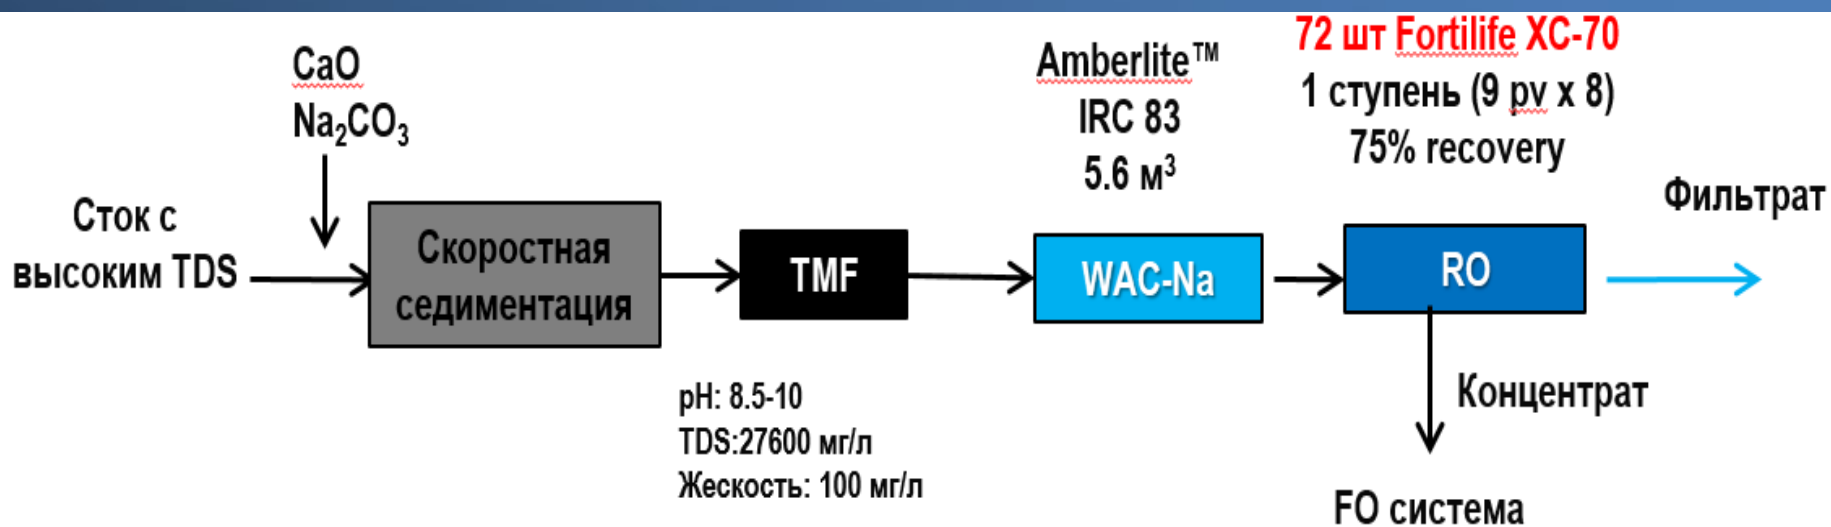 CaO
Na₂CO₃
Сток с
высоким TDS
Скоростная
седиментация
TMF
pH: 8.5-10
TDS:27600 мг/л
Жескость: 100 мг/л
Amberlite™
IRC 83
5.6 м³
WAC-Na
72 шт Fortilife XC-70
1 ступень (9 pv x 8)
75% recovery
RO
Фильтрат
Концентрат
FO система